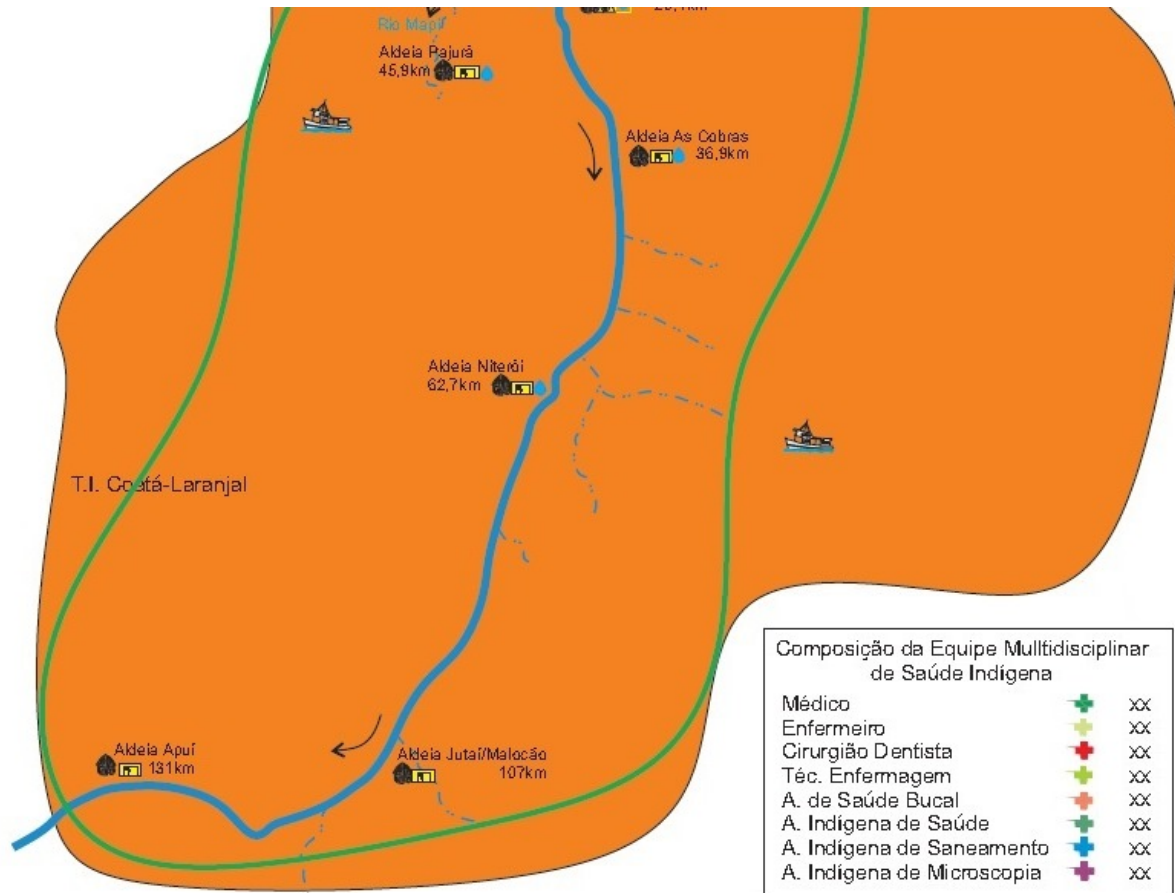 Rio Mapi
Aldeia Pajurá
45,9km
Aldeia As Cobras
36,9km
Aldeia Niterói
62,7km
T.I. Coatá-Laranjal
Aldeia Apuí
131km
Aldeia Jutaí/Malocão
107km
Composição da Equipe Mulltidisciplinar
de Saúde Indígena
Médico xx
Enfermeiro xx
Cirurgião Dentista xx
Téc. Enfermagem xx
A. de Saúde Bucal xx
A. Indígena de Saúde xx
A. Indígena de Saneamento xx
A. Indígena de Microscopia xx